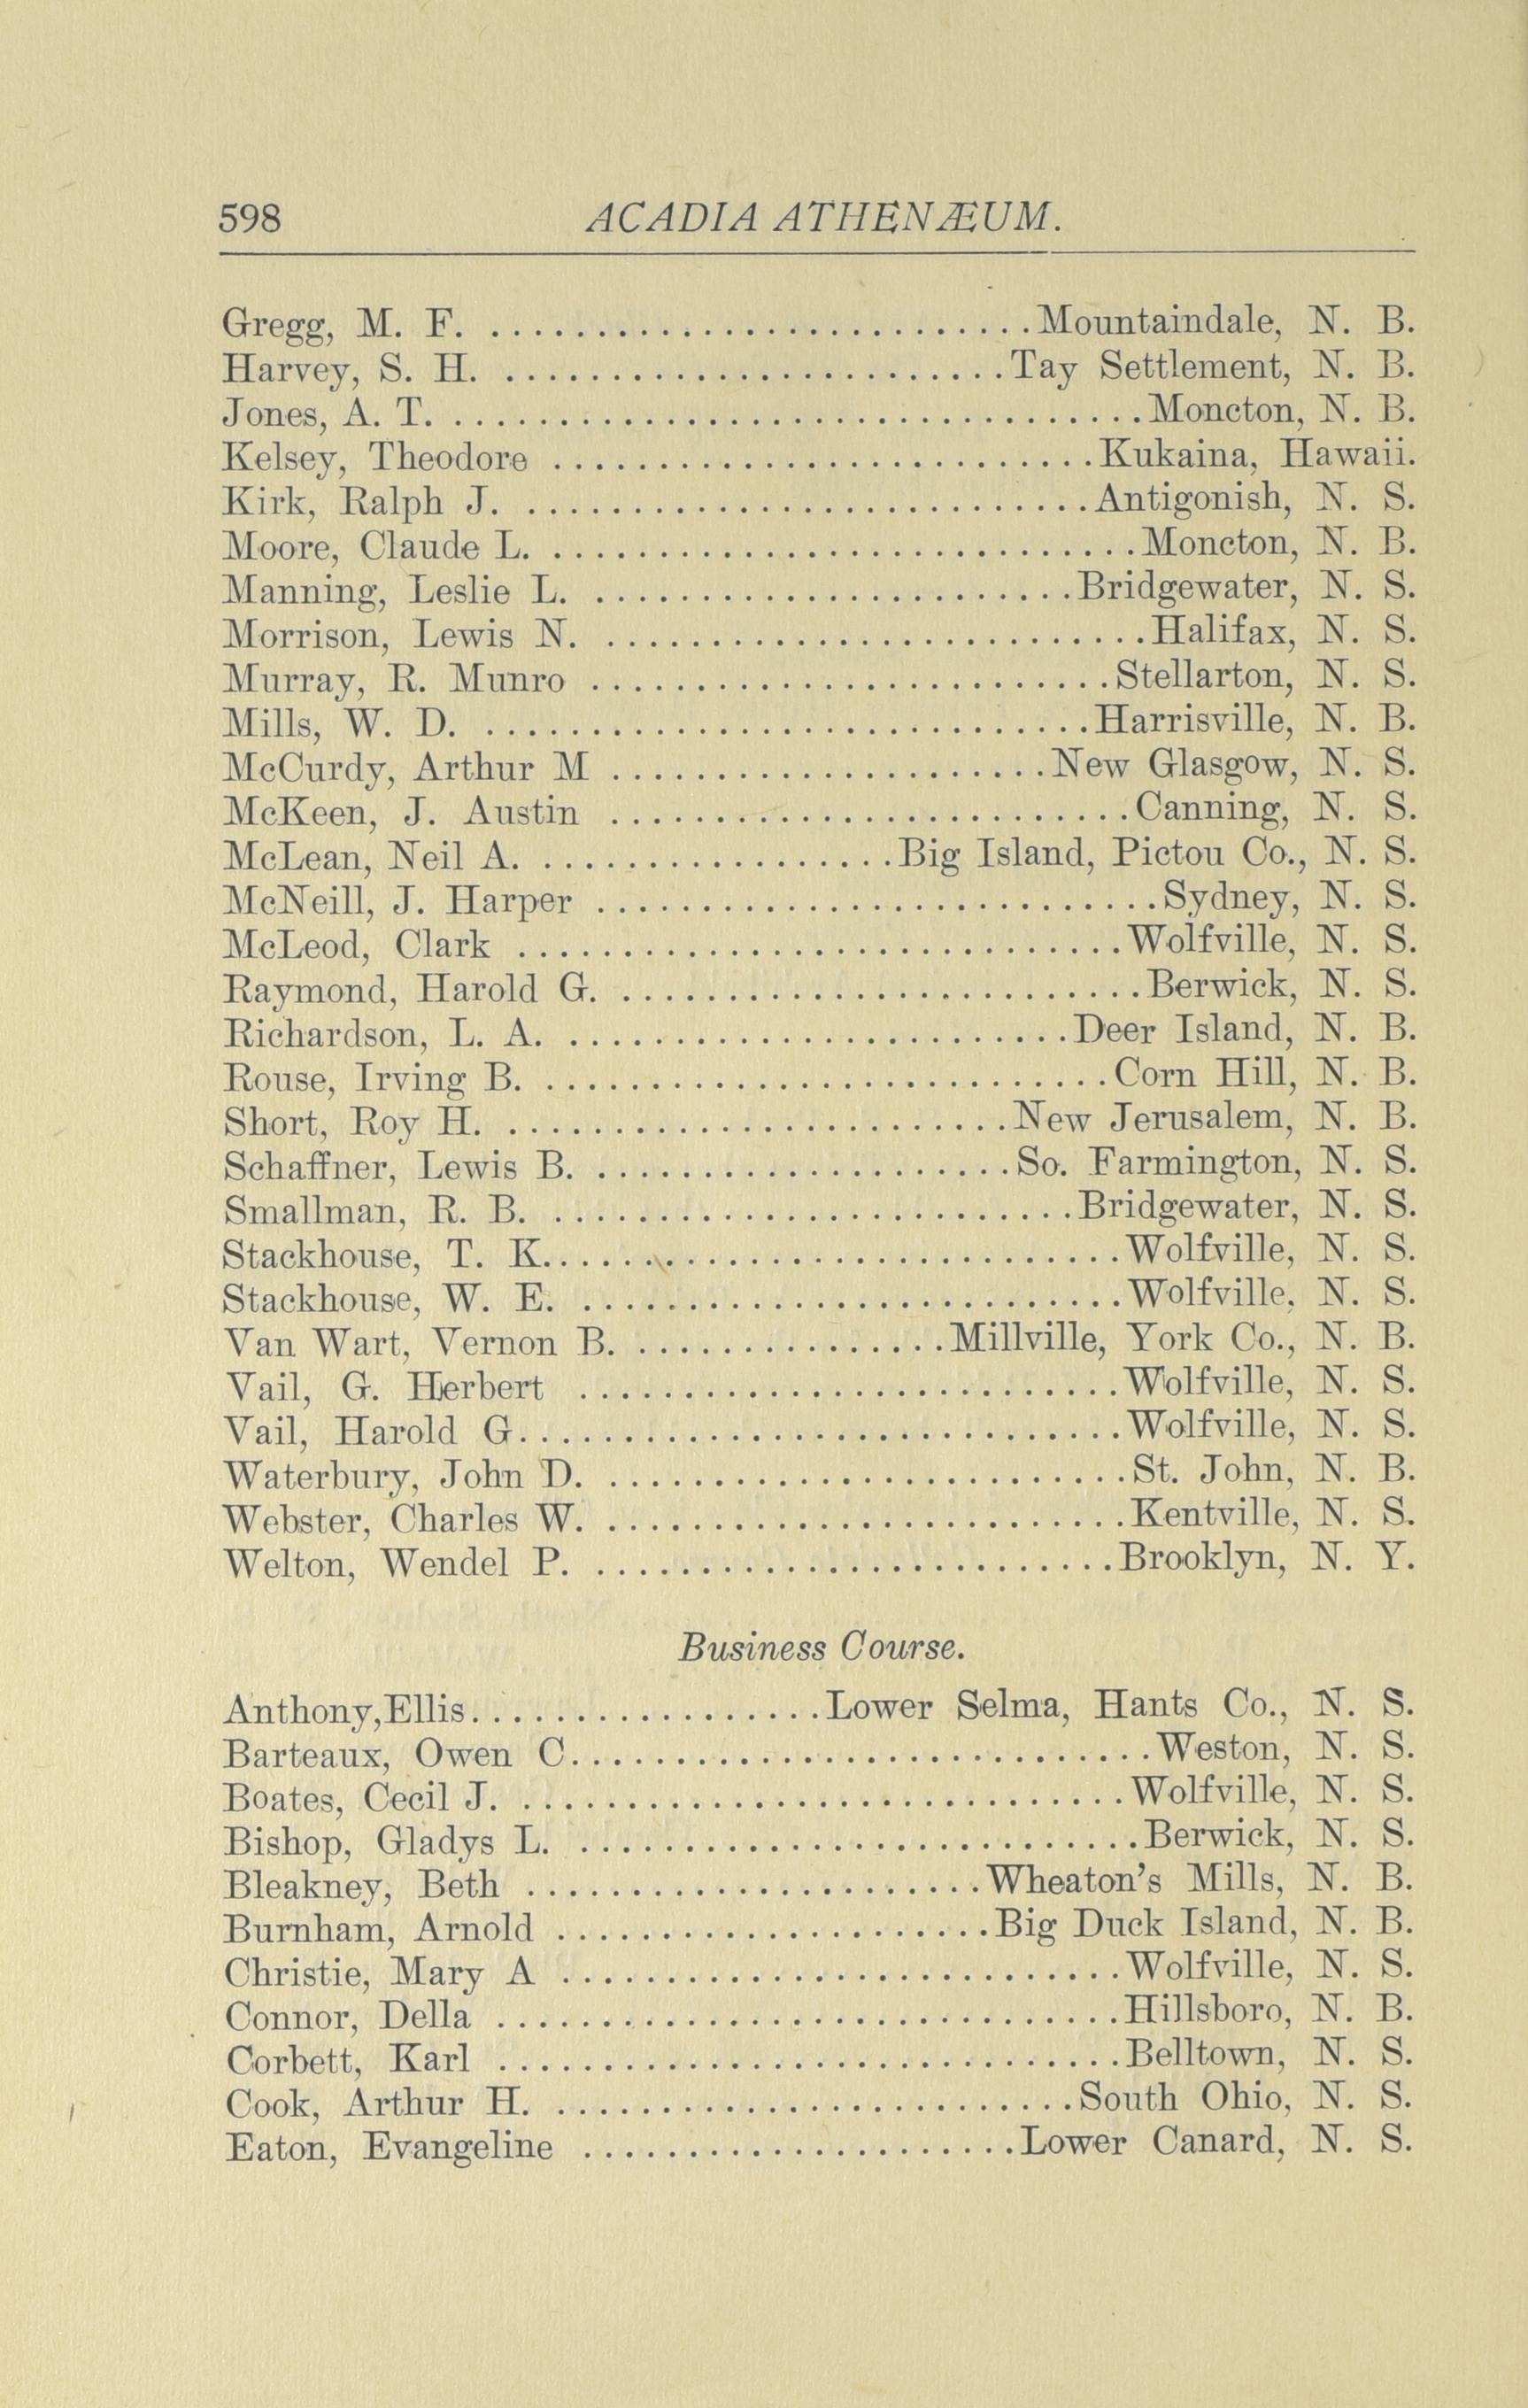 598 ACADIA ATHENÆUM.
Gregg, M. F. ........................... Mountaindale, N. B.
Harvey, S. H. ........................ Tay Settlement, N. B.
Jones, A. T. ................................. Moncton, N. B.
Kelsey, Theodore .......................... Kukaina, Hawaii.
Kirk, Ralph J. ........................... Antigonish, N. S.
Moore, Claude L. ............................ Moncton, N. B.
Manning, Leslie L. ....................... Bridgewater, N. S.
Morrison, Lewis N. .......................... Halifax, N. S.
Murray, R. Munro ......................... Stellarton, N. S.
Mills, W. D. ............................. Harrisville, N. B.
McCurdy, Arthur M ..................... New Glasgow, N. S.
McKeen, J. Austin ......................... Canning, N. S.
McLean, Neil A. ................. Big Island, Pictou Co., N. S.
McNeill, J. Harper ........................... Sydney, N. S.
McLeod, Clark ............................. Wolfville, N. S.
Raymond, Harold G. ......................... Berwick, N. S.
Richardson, L. A. ........................ Deer Island, N. B.
Rouse, Irving B. ........................... Corn Hill, N. B.
Short, Roy H. ........................ New Jerusalem, N. B.
Schaffner, Lewis B. .................... So. Farmington, N. S.
Smallman, R. B. ......................... Bridgewater, N. S.
Stackhouse, T. K. ........................... Wolfville, N. S.
Stackhouse, W. E. .......................... Wolfville, N. S.
Van Wart, Vernon B. ............... Millville, York Co., N. B.
Vail, G. Herbert .......................... Wolfville, N. S.
Vail, Harold G. ............................. Wolfville, N. S.
Waterbury, John D. ......................... St. John, N. B.
Webster, Charles W. ......................... Kentville, N. S.
Welton, Wendel P. ......................... Brooklyn, N. Y.
Business Course.
Anthony,Ellis ................. Lower Selma, Hants Co., N. S.
Barteaux, Owen C. ............................ Weston, N. S.
Boates, Cecil J. ............................. Wolfville, N. S.
Bishop, Gladys L. ........................... Berwick, N. S.
Bleakney, Beth ...................... Wheaton's Mills, N. B.
Burnham, Arnold ..................... Big Duck Island, N. B.
Christie, Mary A ........................... Wolfville, N. S.
Connor, Della .............................. Hillsboro, N. B.
Corbett, Karl .............................. Belltown, N. S.
Cook, Arthur H. ......................... South Ohio, N. S.
Eaton, Evangeline ..................... Lower Canard, N. S.